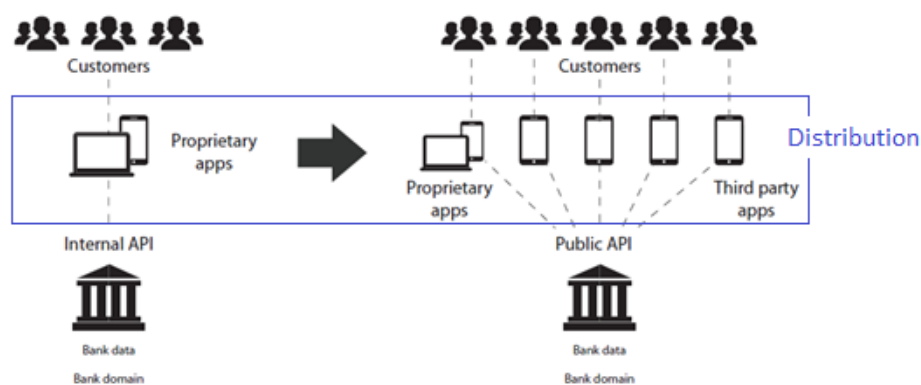 Customers
Customers
Proprietary
apps
Distribution
Proprietary
apps
Third party
apps
Internal API
Public API
Bank data
Bank domain
Bank data
Bank domain